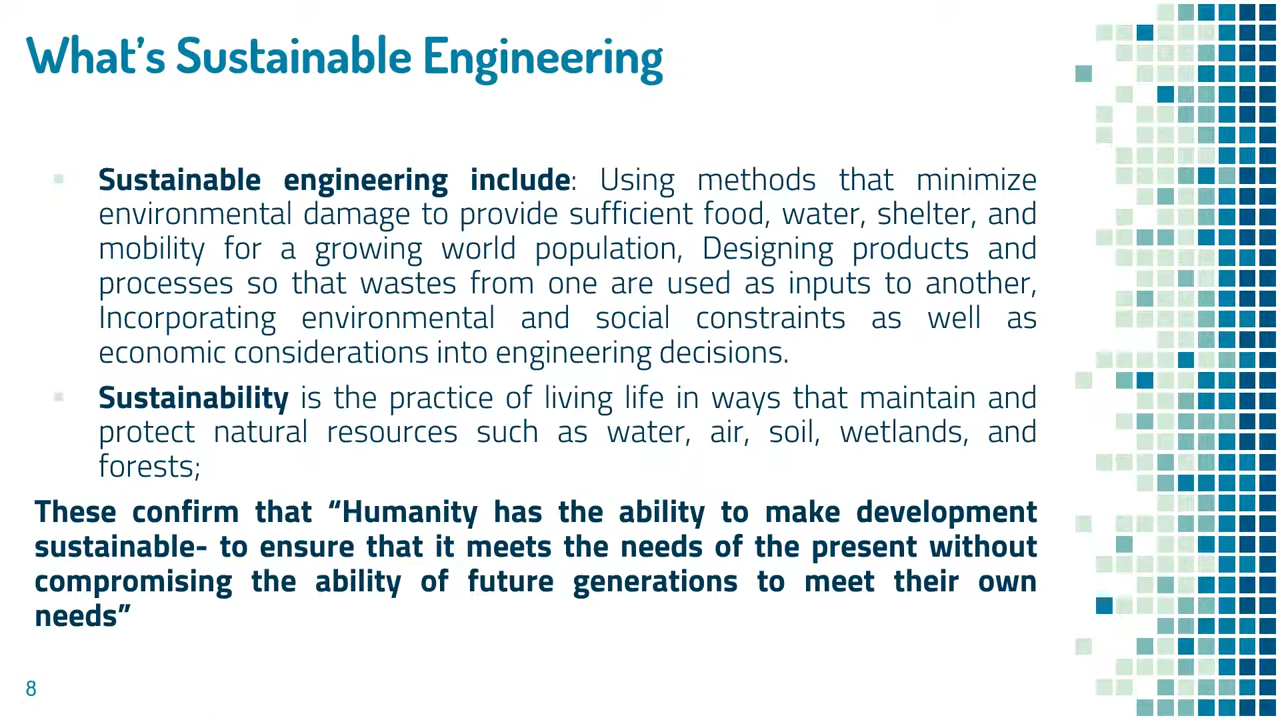 What's Sustainable Engineering
Sustainable engineering include: Using methods that minimize
environmental damage to provide sufficient food, water, shelter, and
mobility for a growing world population, Designing products and
processes so that wastes from one are used as inputs to another,
Incorporating environmental and social constraints as well as
economic considerations into engineering decisions.
Sustainability is the practice of living life in ways that maintain and
protect natural resources such as water, air, soil, wetlands, and
forests;
These confirm that “Humanity has the ability to make development
sustainable- to ensure that it meets the needs of the present without
compromising the ability of future generations to meet their own
needs”
8